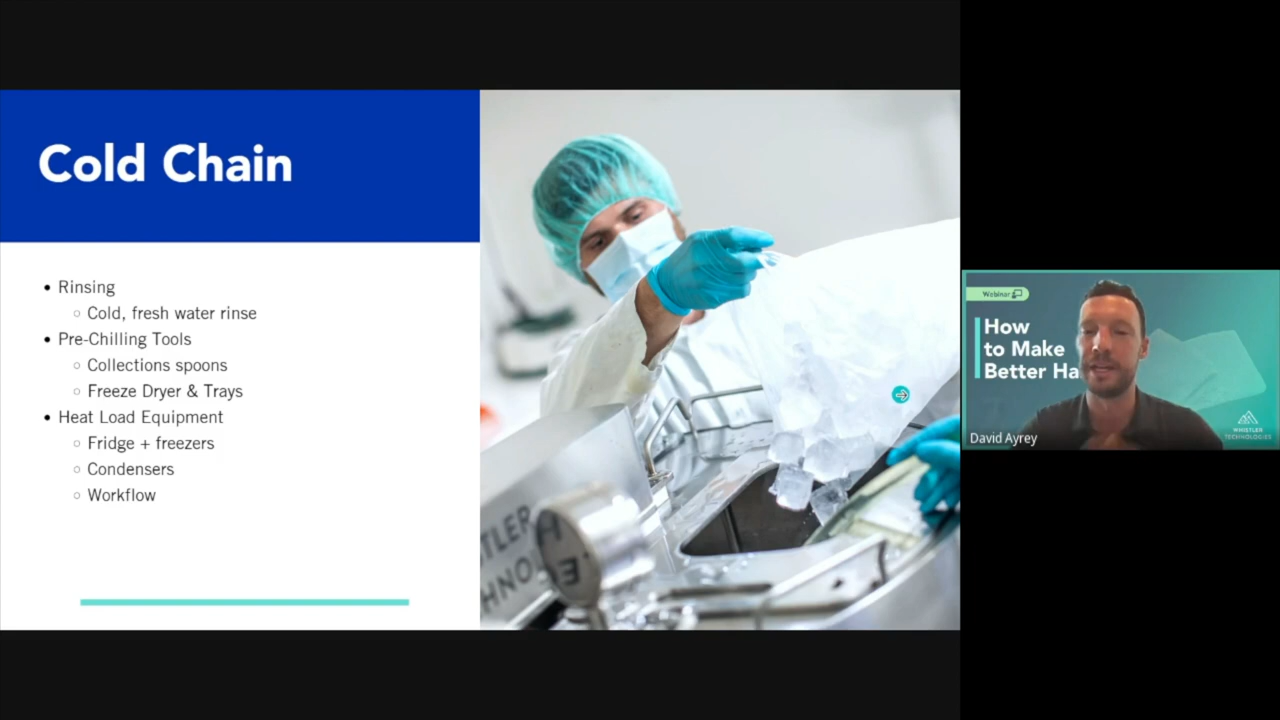 Cold Chain
Rinsing
Cold, fresh water rinse
Pre-Chilling Tools
Collections spoons
Freeze Dryer & Trays
Heat Load Equipment
Fridge + freezers
Condensers
Workflow
Webinar
How
to Make
Better Ha
WHISTLER
TECHNOLOGIES
David Ayrey